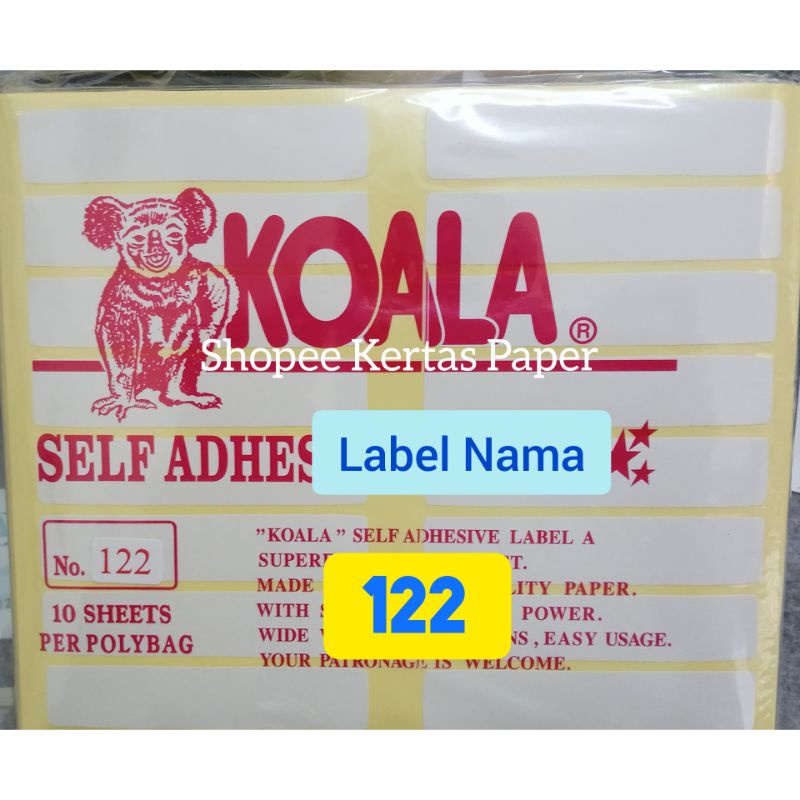 KOALA ®
Shopee Kertas Paper
SELF ADHES
Label Nama
No. 122
10 SHEETS
PER POLYBAG
"KOALA" SELF ADHESIVE LABEL A
122
MADE LITY PAPER.
WITH POWER.
WIDE NS, EASY USAGE.
YOUR PATRONAGE IS WELCOME.